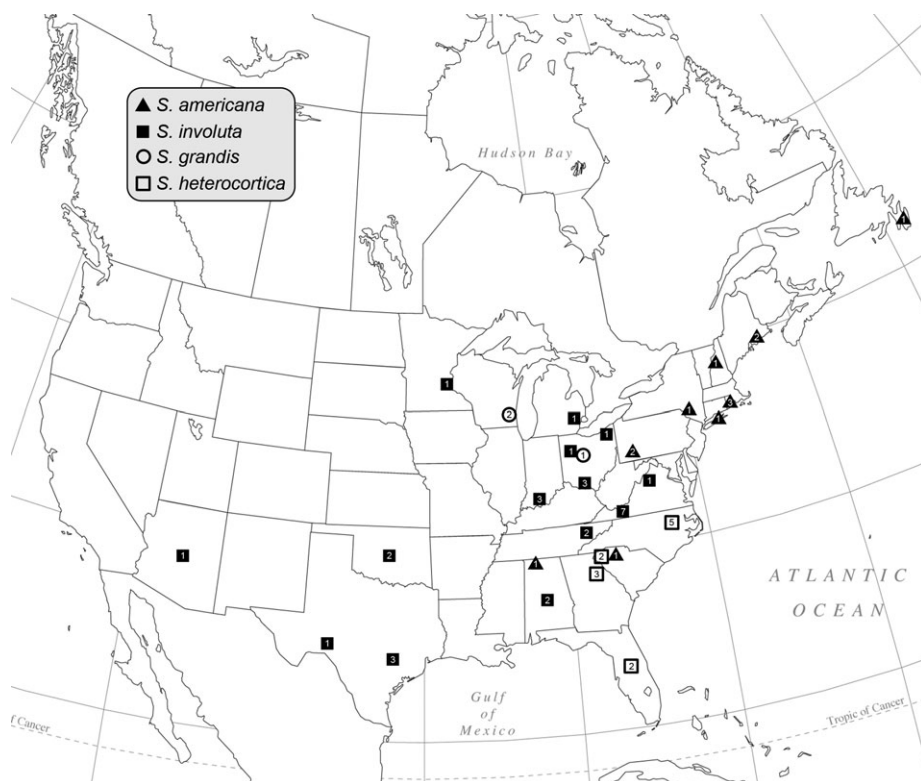 S. americana
S. involuta
S. grandis
S. heterocortica
Hudson Bay
1
2
1
1
3
1
1
1
2
1
1
1
1
2
3
1
3
7
5
2
1
2
2
1
1
3
2
1
2
3
ATLANTIC
OCEAN
Gulf
of
Mexico
of Cancer
Tropic of Cancer